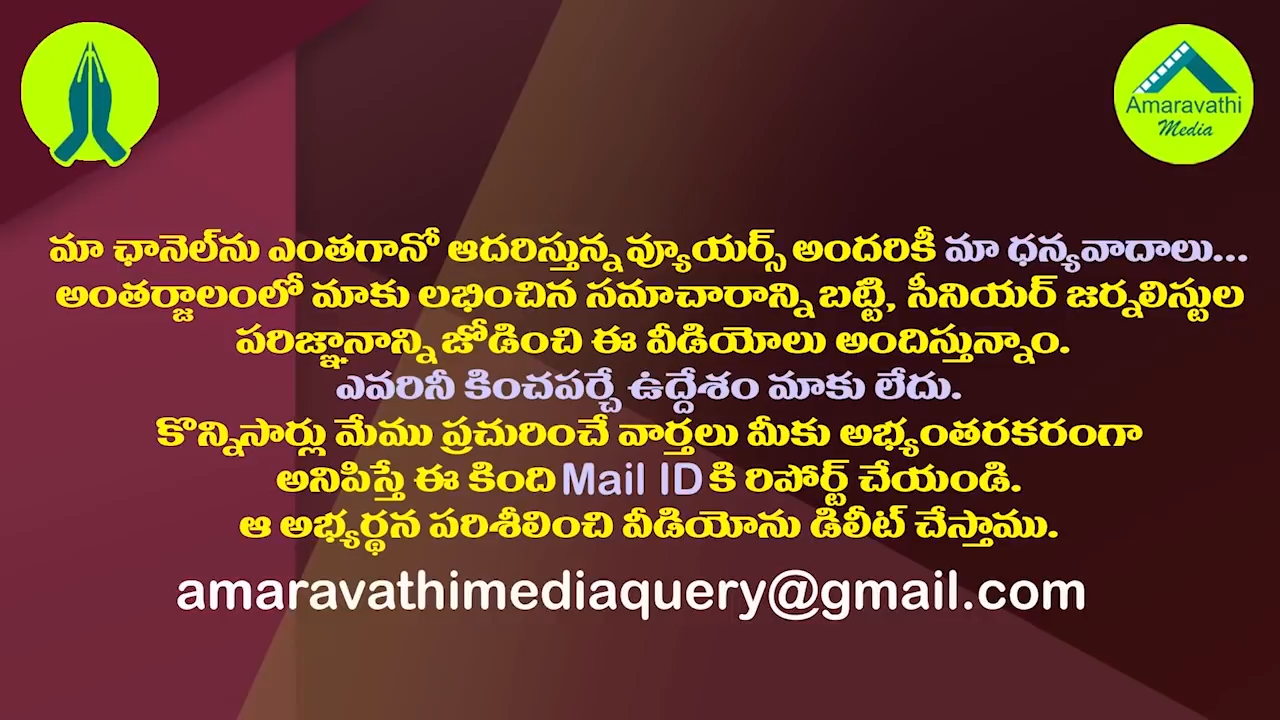 Amaravathi
Media
మా ఛానెల్‌ను ఎంతగానో ఆదరిస్తున్న వ్యూయర్స్ అందరికీ మా ధన్యవాదాలు...
అంతర్జాలంలో మాకు లభించిన సమాచారాన్ని బట్టి, సీనియర్ జర్నలిస్టుల
పరిజ్ఞానాన్ని జోడించి ఈ వీడియోలు అందిస్తున్నాం.
ఎవరినీ కించపర్చే ఉద్దేశం మాకు లేదు.
కొన్నిసార్లు మేము ప్రచురించే వార్తలు మీకు అభ్యంతరకరంగా
అనిపిస్తే ఈ కింది Mail ID కి రిపోర్ట్ చేయండి.
ఆ అభ్యర్థన పరిశీలించి వీడియోను డిలీట్ చేస్తాము.
amaravathimediaquery@gmail.com